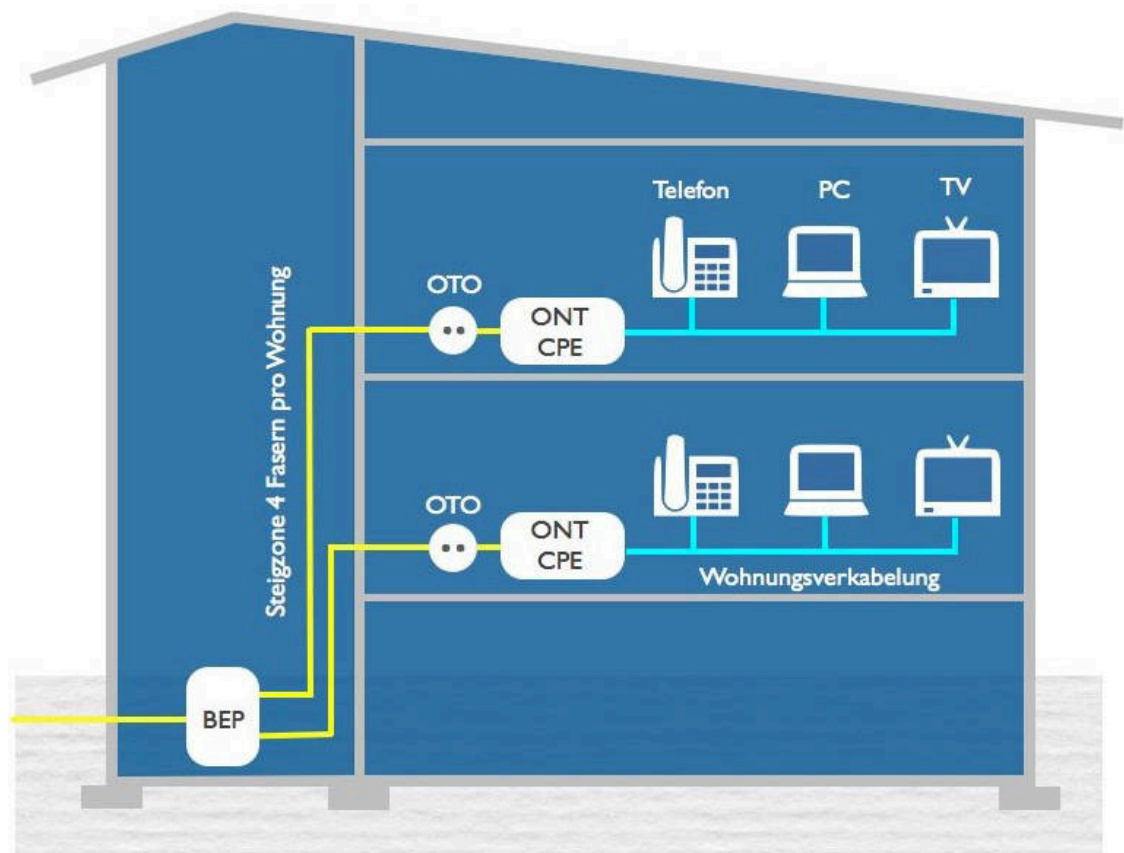 Telefon
PC
TV
OTO
ONT
CPE
Steigzone 4 Fasern pro Wohnung
OTO
ONT
CPE
Wohnungsverkabelung
BEP